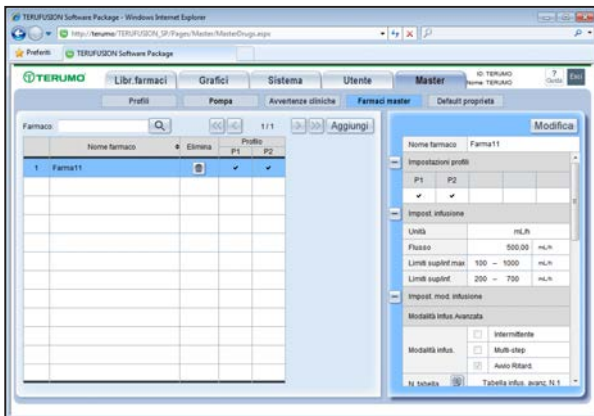 TERUFUSION Software Package - Windows Internet Explorer
http://terumo/TERUFUSION_SP/Pages/Master/MasterDrugs.aspx
Preferiti TERUFUSION Software Package
TERUMO Libr.farmaci Grafici Sistema Utente Master ID: TERUMO Nome: TERUMO ? Guida Esci
Profili Pompa Avvertenze cliniche Farmaci master Default proprietà
Farmaco: 1/1 Aggiungi Modifica
Nome farmaco Elimina Profilo
P1 P2
1 Farma11
Nome farmaco Farma11
Impostazioni profili
P1 P2
Impost. infusione
Unità mL/h
Flusso 500.00 mL/h
Limiti sup/inf.max 100 – 1000 mL/h
Limiti sup/inf. 200 – 700 mL/h
Impost. mod. infusione
Modalità Infus.Avanzata
Modalità infus. Intermittente
Multi-step
Avvio Ritard.
N. tabella Tabella infus. avanz. N.1